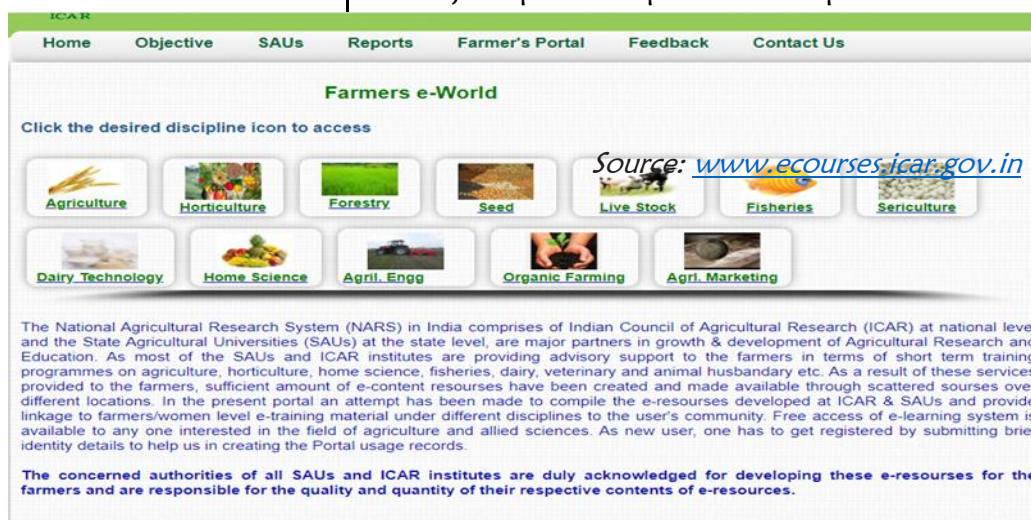 ICAR
Home Objective SAUs Reports Farmer's Portal Feedback Contact Us
Farmers e-World
Click the desired discipline icon to access
Source: www.ecourses.icar.gov.in
Agriculture Horticulture Forestry Seed Live Stock Fisheries Sericulture
Dairy Technology Home Science Agril. Engg Organic Farming Agrl. Marketing
The National Agricultural Research System (NARS) in India comprises of Indian Council of Agricultural Research (ICAR) at national leve
and the State Agricultural Universities (SAUs) at the state level, are major partners in growth & development of Agricultural Research and
Education. As most of the SAUs and ICAR institutes are providing advisory support to the farmers in terms of short term training
programmes on agriculture, horticulture, home science, fisheries, dairy, veterinary and animal husbandary etc. As a result of these services
provided to the farmers, sufficient amount of e-content resourses have been created and made available through scattered sourses over
different locations. In the present portal an attempt has been made to compile the e-resourses developed at ICAR & SAUs and provide
linkage to farmers/women level e-training material under different disciplines to the user's community. Free access of e-learning system is
available to any one interested in the field of agriculture and allied sciences. As new user, one has to get registered by submitting brie
identity details to help us in creating the Portal usage records.
The concerned authorities of all SAUs and ICAR institutes are duly acknowledged for developing these e-resourses for the
farmers and are responsible for the quality and quantity of their respective contents of e-resources.